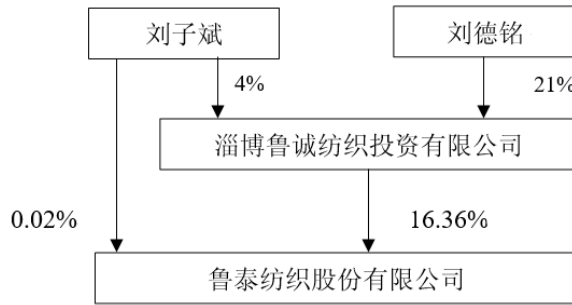 刘子斌
刘德铭
4%
21%
淄博鲁诚纺织投资有限公司
0.02%
16.36%
鲁泰纺织股份有限公司